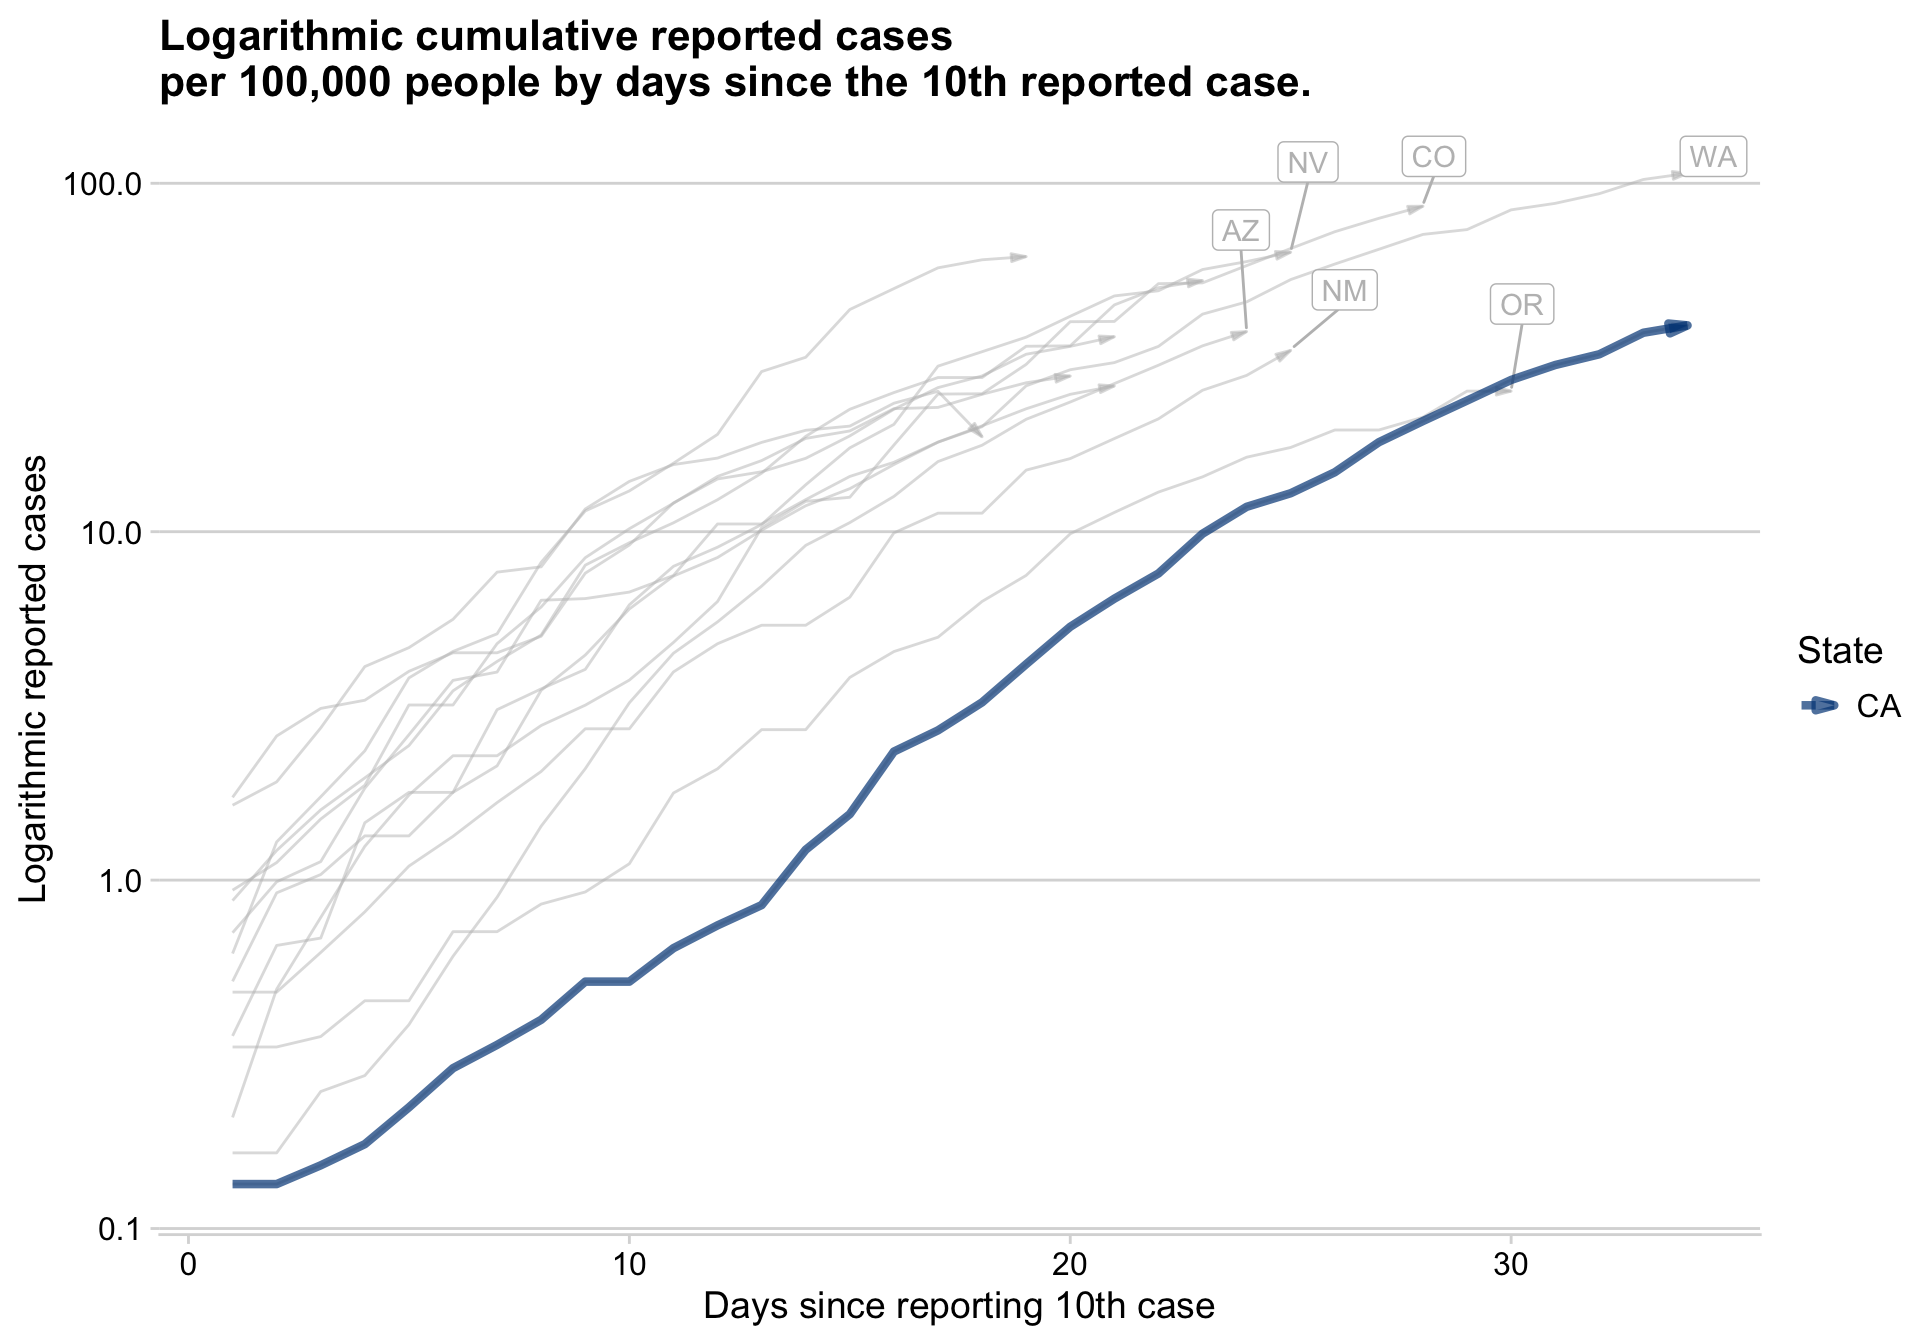 Logarithmic cumulative reported cases
per 100,000 people by days since the 10th reported case.
Logarithmic reported cases
100.0
10.0
1.0
0.1
NV
CO
WA
AZ
NM
OR
State
CA
0
10
20
30
Days since reporting 10th case